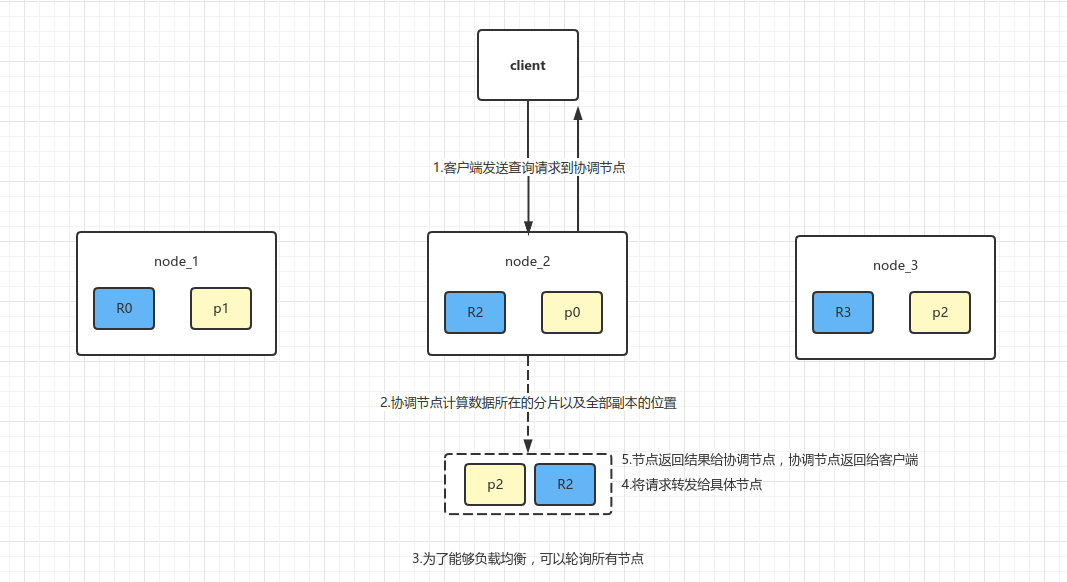 client
1.客户端发送查询请求到协调节点
node_1
R0
p1
node_2
R2
p0
node_3
R3
p2
2.协调节点计算数据所在的分片以及全部副本的位置
p2
R2
5.节点返回结果给协调节点，协调节点返回给客户端
4.将请求转发给具体节点
3.为了能够负载均衡，可以轮询所有节点